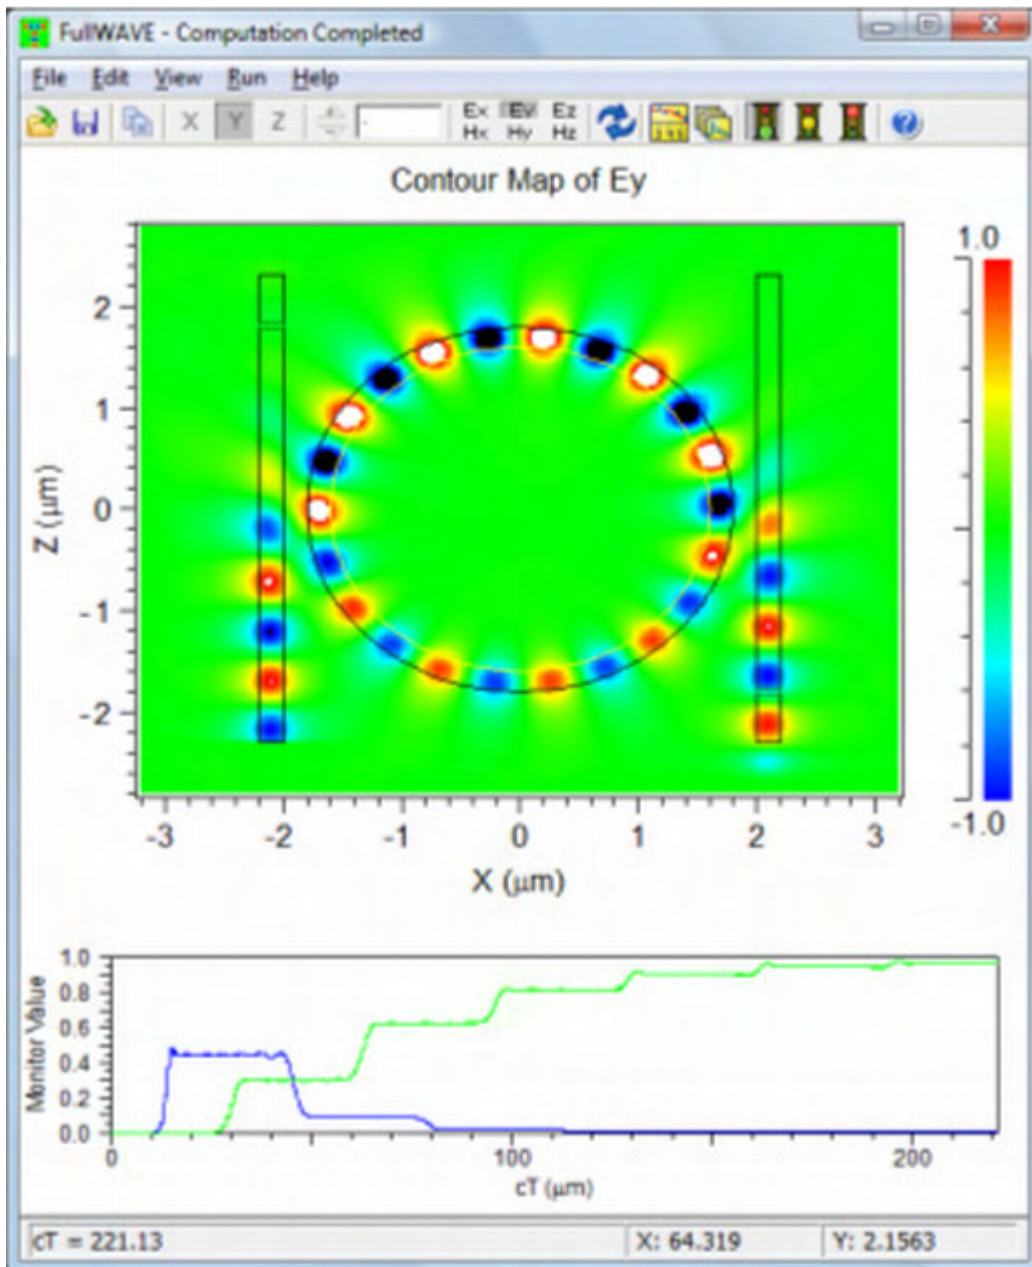 FullWAVE - Computation Completed
File Edit View Run Help
X Y Z - Ex Ey Ez
Hx Hy Hz
Contour Map of Ey
1.0
-1.0
2
1
0
-1
-2
Z (μm)
-3 -2 -1 0 1 2 3
X (μm)
1.0
0.8
0.6
0.4
0.2
0.0
Monitor Value
0 100 200
cT (μm)
cT = 221.13 X: 64.319 Y: 2.1563